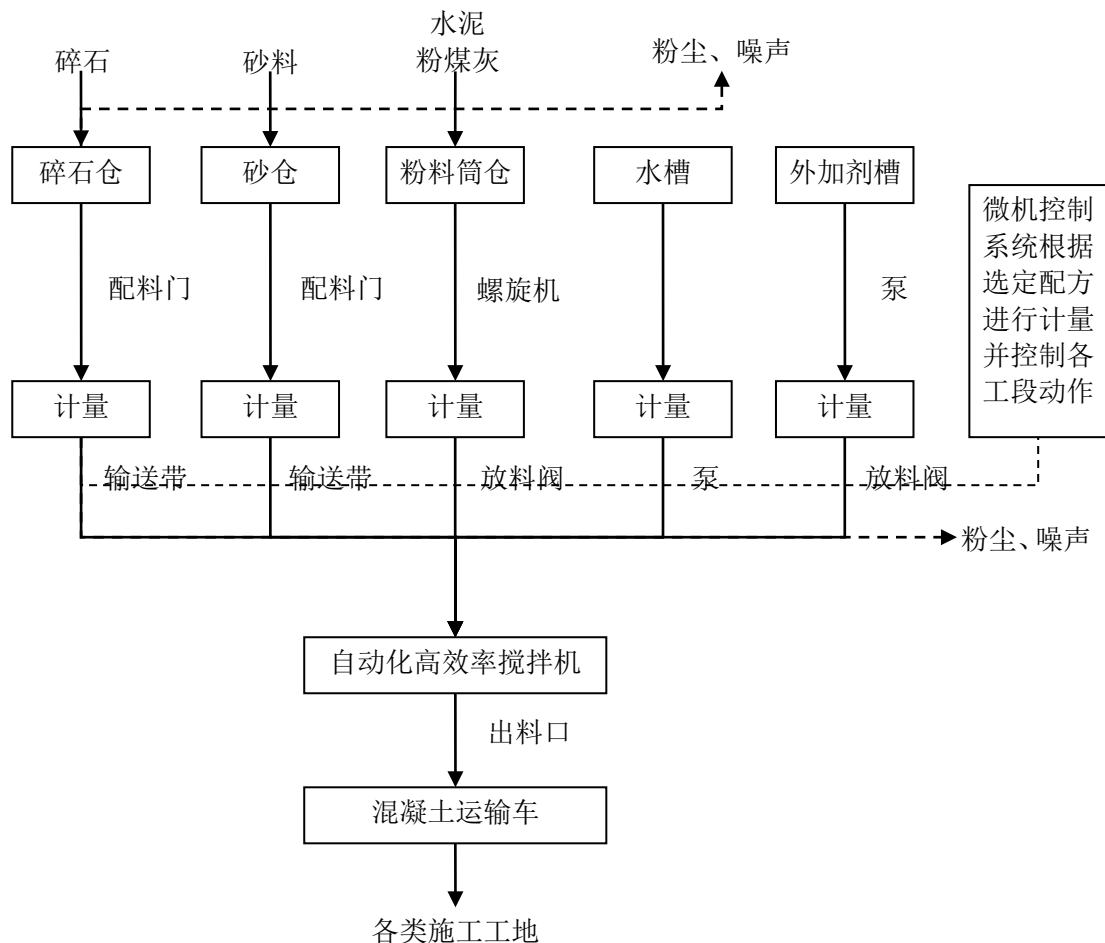 水泥
碎石
砂料
粉煤灰
粉尘、噪声
碎石仓
砂仓
粉料筒仓
水槽
外加剂槽
微机控制
系统根据
选定配方
进行计量
并控制各
工段动作
配料门
配料门
螺旋机
泵
计量
计量
计量
计量
计量
输送带
输送带
放料阀
泵
放料阀
粉尘、噪声
自动化高效率搅拌机
出料口
混凝土运输车
各类施工工地